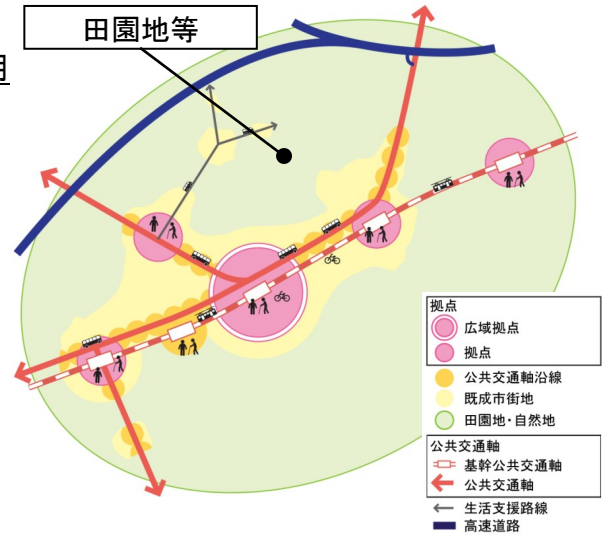 田園地等
用
拠点
広域拠点
拠点
公共交通軸沿線
既成市街地
田園地・自然地
公共交通軸
基幹公共交通軸
公共交通軸
生活支援路線
高速道路